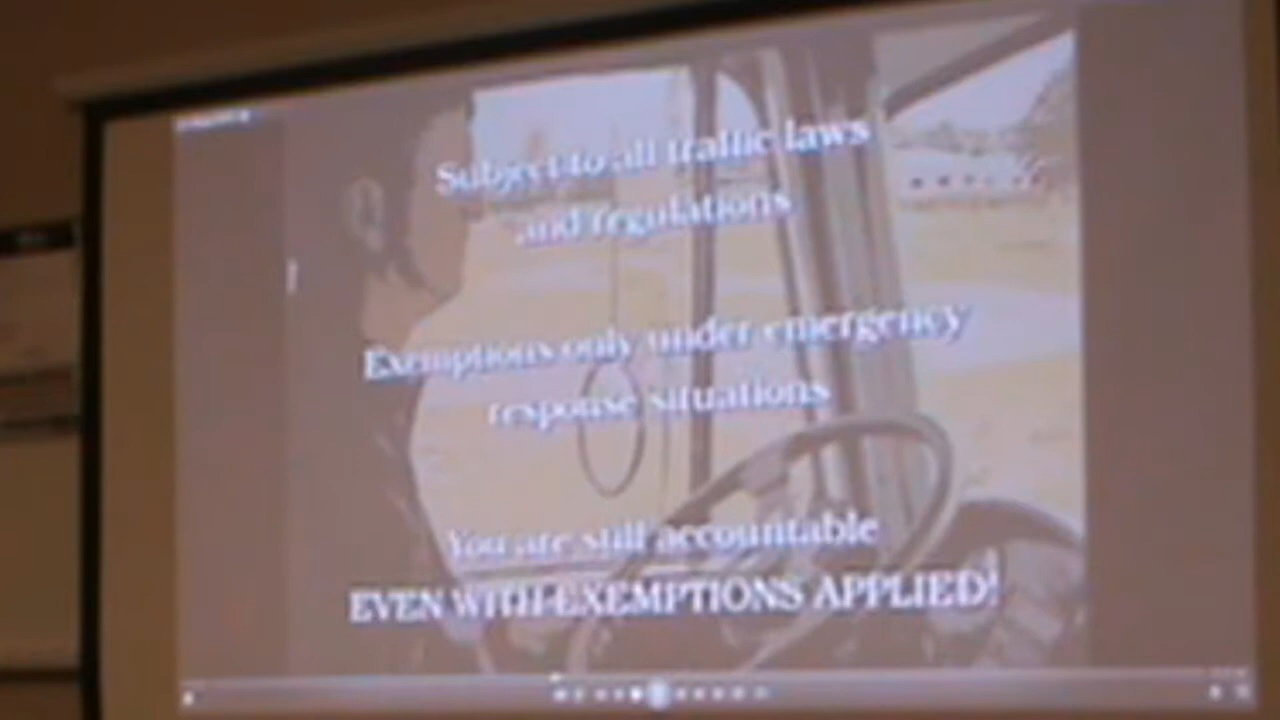 Subject to all traffic laws
and regulations
Exemptions only under emergency
response situations
You are still accountable
EVEN WITH EXEMPTIONS APPLIED!